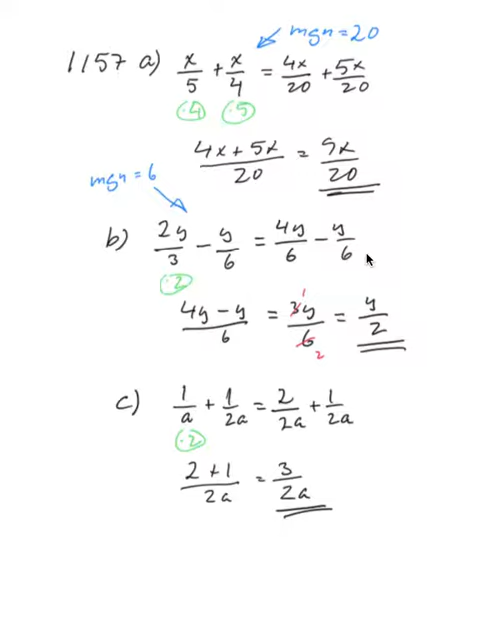 mgn = 20
1157 a) x/5 + x/4 = 4x/20 + 5x/20
·4 ·5
(4x + 5x)/20 = 9x/20
mgn = 6
b) 2y/3 − y/6 = 4y/6 − y/6
·2
(4y − y)/6 = 3y/6 = y/2
1
2
c) 1/a + 1/2a = 2/2a + 1/2a
·2
(2 + 1)/2a = 3/2a